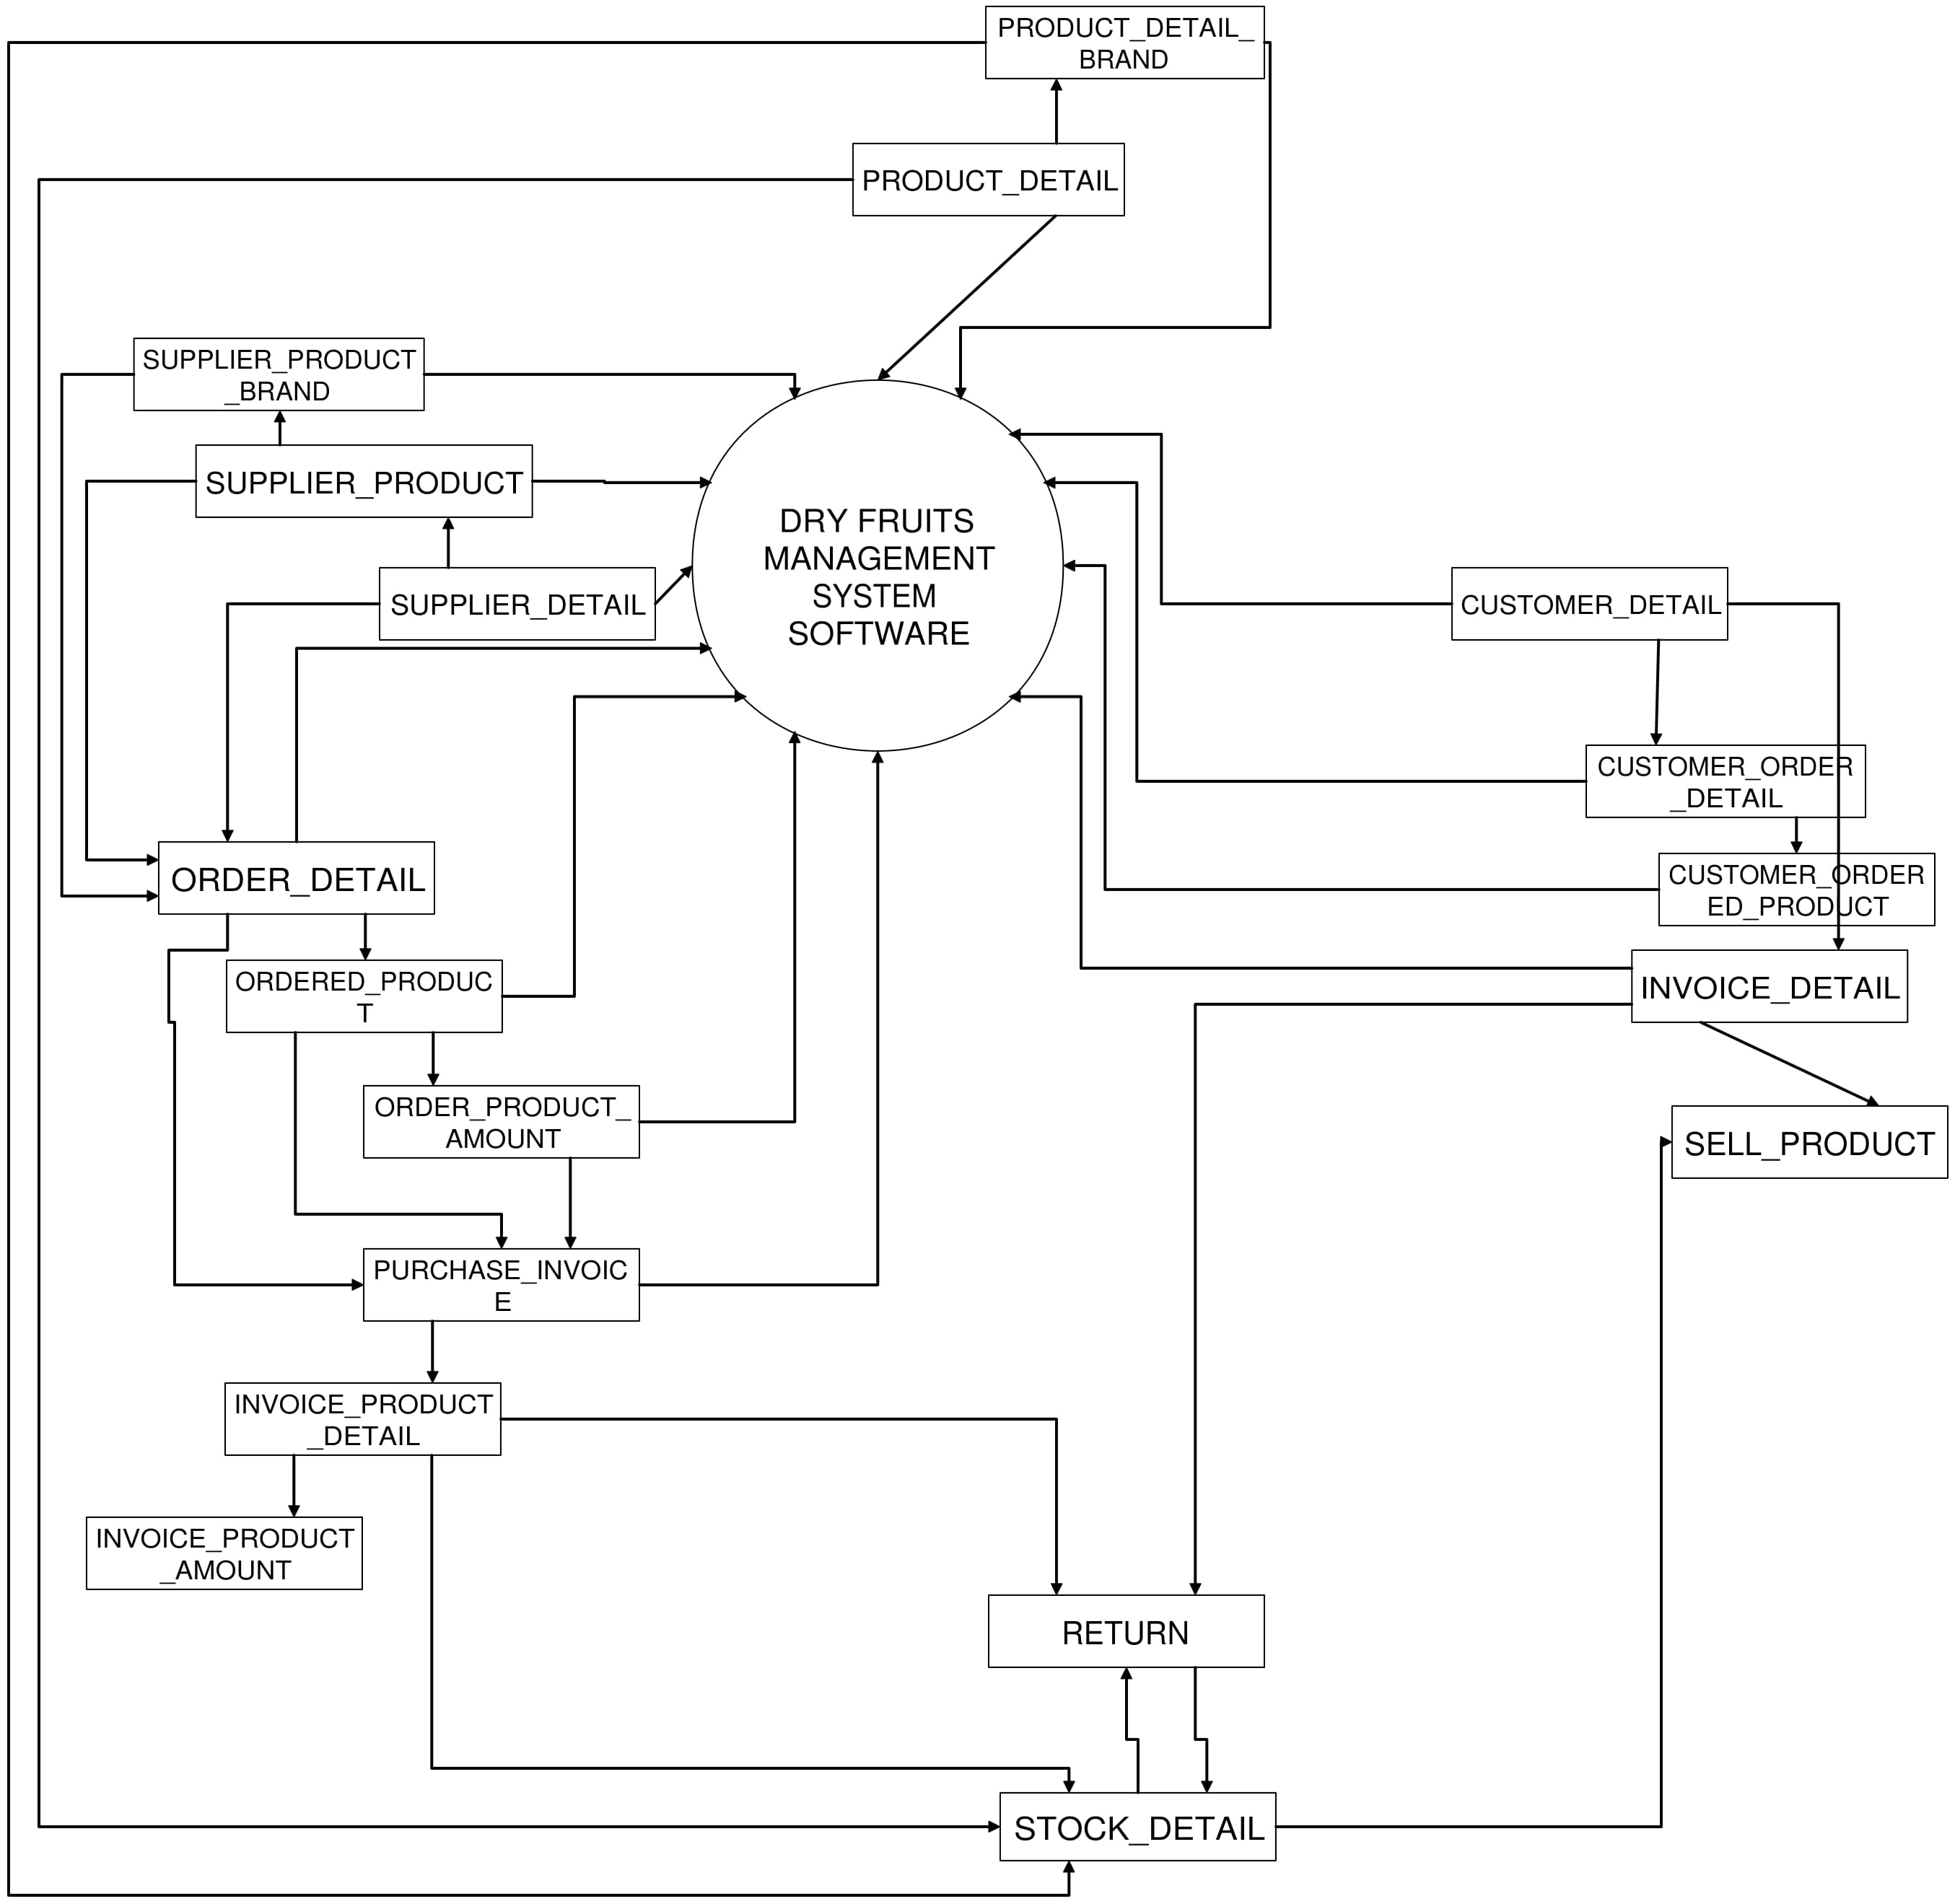 PRODUCT_DETAIL_
BRAND
PRODUCT_DETAIL
SUPPLIER_PRODUCT
_BRAND
SUPPLIER_PRODUCT
SUPPLIER_DETAIL
DRY FRUITS
MANAGEMENT
SYSTEM
SOFTWARE
CUSTOMER_DETAIL
CUSTOMER_ORDER
_DETAIL
CUSTOMER_ORDER
ED_PRODUCT
ORDER_DETAIL
ORDERED_PRODUC
T
INVOICE_DETAIL
ORDER_PRODUCT_
AMOUNT
SELL_PRODUCT
PURCHASE_INVOIC
E
INVOICE_PRODUCT
_DETAIL
INVOICE_PRODUCT
_AMOUNT
RETURN
STOCK_DETAIL